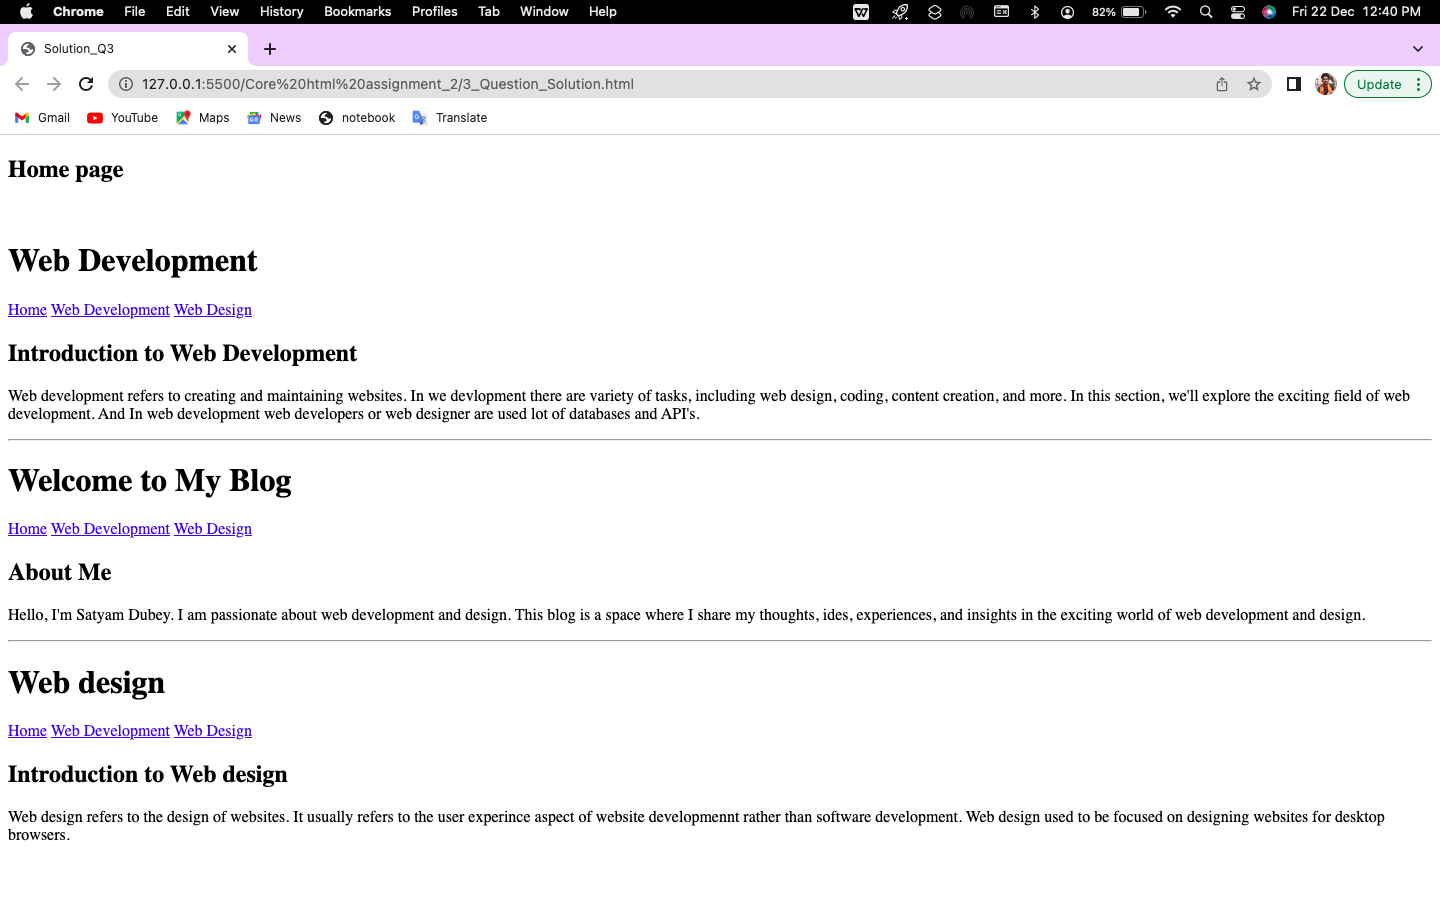 Chrome File Edit View History Bookmarks Profiles Tab Window Help 82% Fri 22 Dec 12:40 PM
Solution_Q3
127.0.0.1:5500/Core%20html%20assignment_2/3_Question_Solution.html Update
Gmail YouTube Maps News notebook Translate
Home page
Web Development
Home Web Development Web Design
Introduction to Web Development
Web development refers to creating and maintaining websites. In we devlopment there are variety of tasks, including web design, coding, content creation, and more. In this section, we'll explore the exciting field of web
development. And In web development web developers or web designer are used lot of databases and API's.
Welcome to My Blog
Home Web Development Web Design
About Me
Hello, I'm Satyam Dubey. I am passionate about web development and design. This blog is a space where I share my thoughts, ides, experiences, and insights in the exciting world of web development and design.
Web design
Home Web Development Web Design
Introduction to Web design
Web design refers to the design of websites. It usually refers to the user experince aspect of website developmennt rather than software development. Web design used to be focused on designing websites for desktop
browsers.